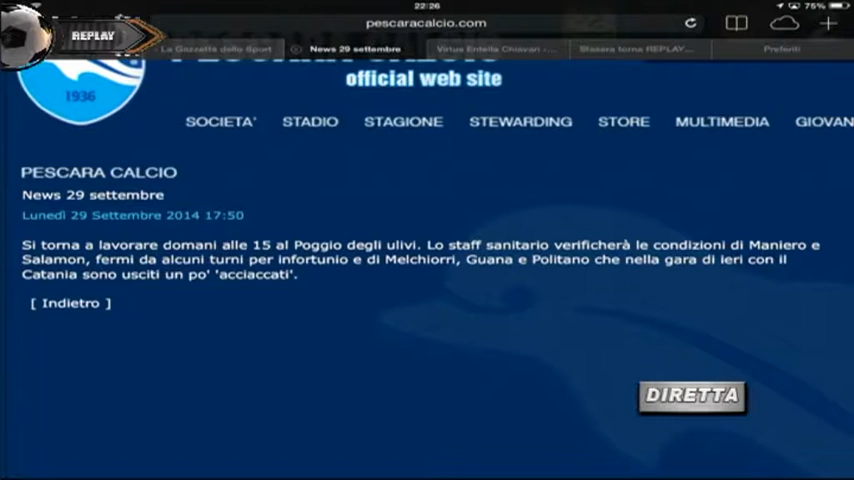 22:26
75%
pescaracalcio.com
REPLAY
La Gazzetta dello Sport
News 29 settembre
Virtus Entella Chiavari -...
Stasera torna REPLAY...
Preferiti
official web site
1936
SOCIETA' STADIO STAGIONE STEWARDING STORE MULTIMEDIA GIOVAN
PESCARA CALCIO
News 29 settembre
Lunedì 29 Settembre 2014 17:50
Si torna a lavorare domani alle 15 al Poggio degli ulivi. Lo staff sanitario verificherà le condizioni di Maniero e
Salamon, fermi da alcuni turni per infortunio e di Melchiorri, Guana e Politano che nella gara di ieri con il
Catania sono usciti un po' 'acciaccati'.
[ Indietro ]
DIRETTA